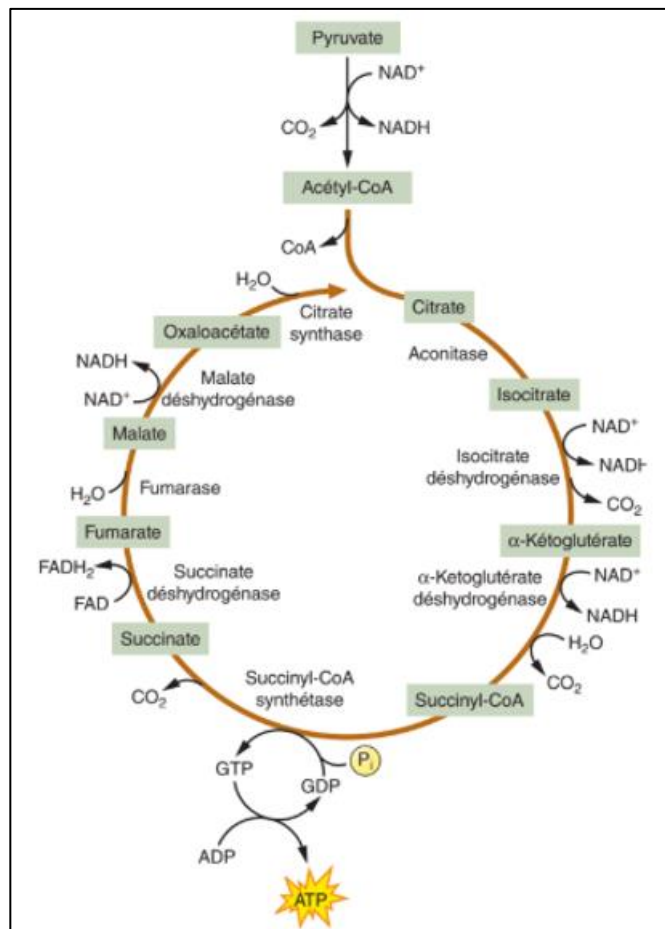 Pyruvate
NAD⁺
CO₂
NADH
Acétyl-CoA
CoA
H₂O
Citrate
synthase
Citrate
Oxaloacétate
Aconitase
NADH
NAD⁺
Malate
déshydrogénase
Isocitrate
NAD⁺
Isocitrate
déshydrogénase
NADH
CO₂
Malate
H₂O
Fumarase
Fumarate
α-Kétoglutérate
FADH₂
FAD
Succinate
déshydrogénase
α-Ketoglutérate
déshydrogénase
NAD⁺
NADH
H₂O
CO₂
Succinate
CO₂
Succinyl-CoA
synthétase
Succinyl-CoA
GTP
GDP
Pᵢ
ADP
ATP